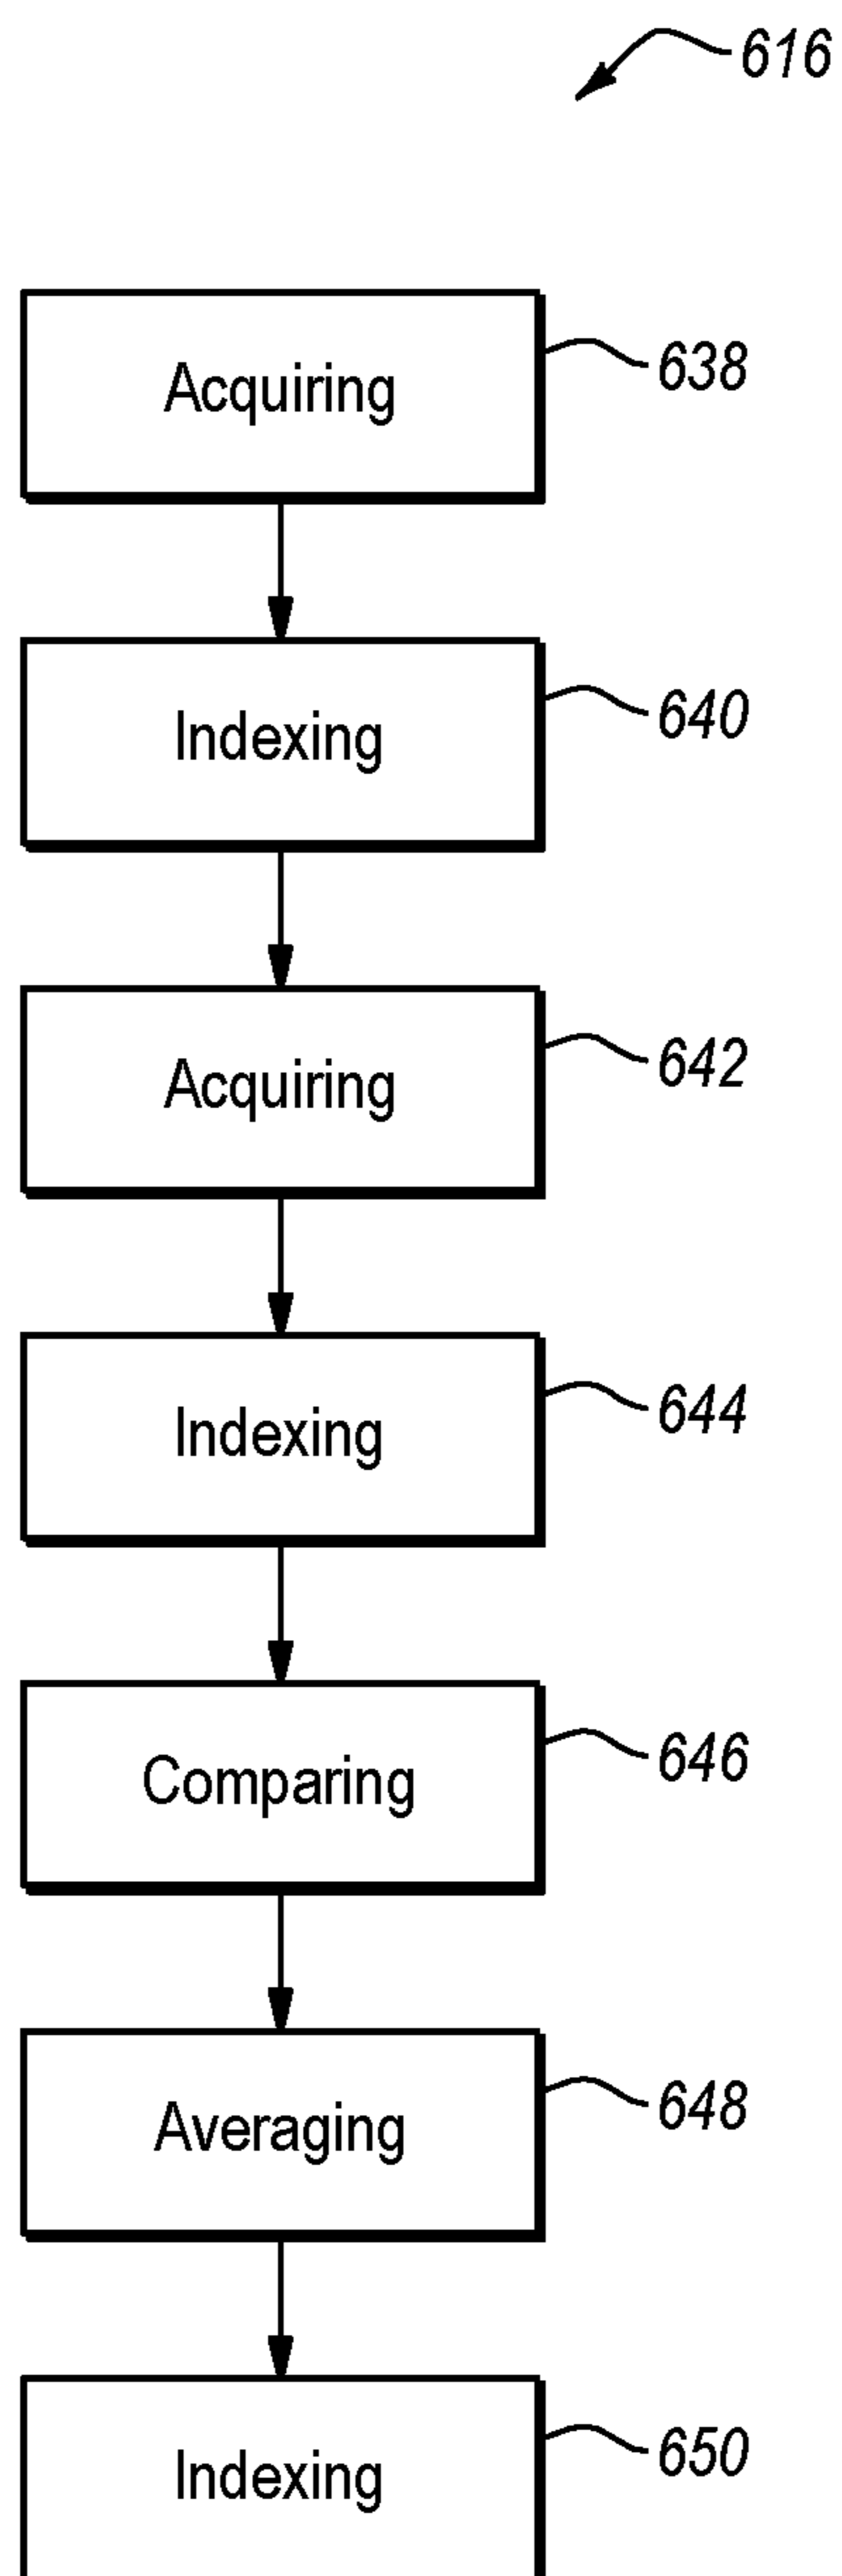 616
Acquiring 638
Indexing 640
Acquiring 642
Indexing 644
Comparing 646
Averaging 648
Indexing 650